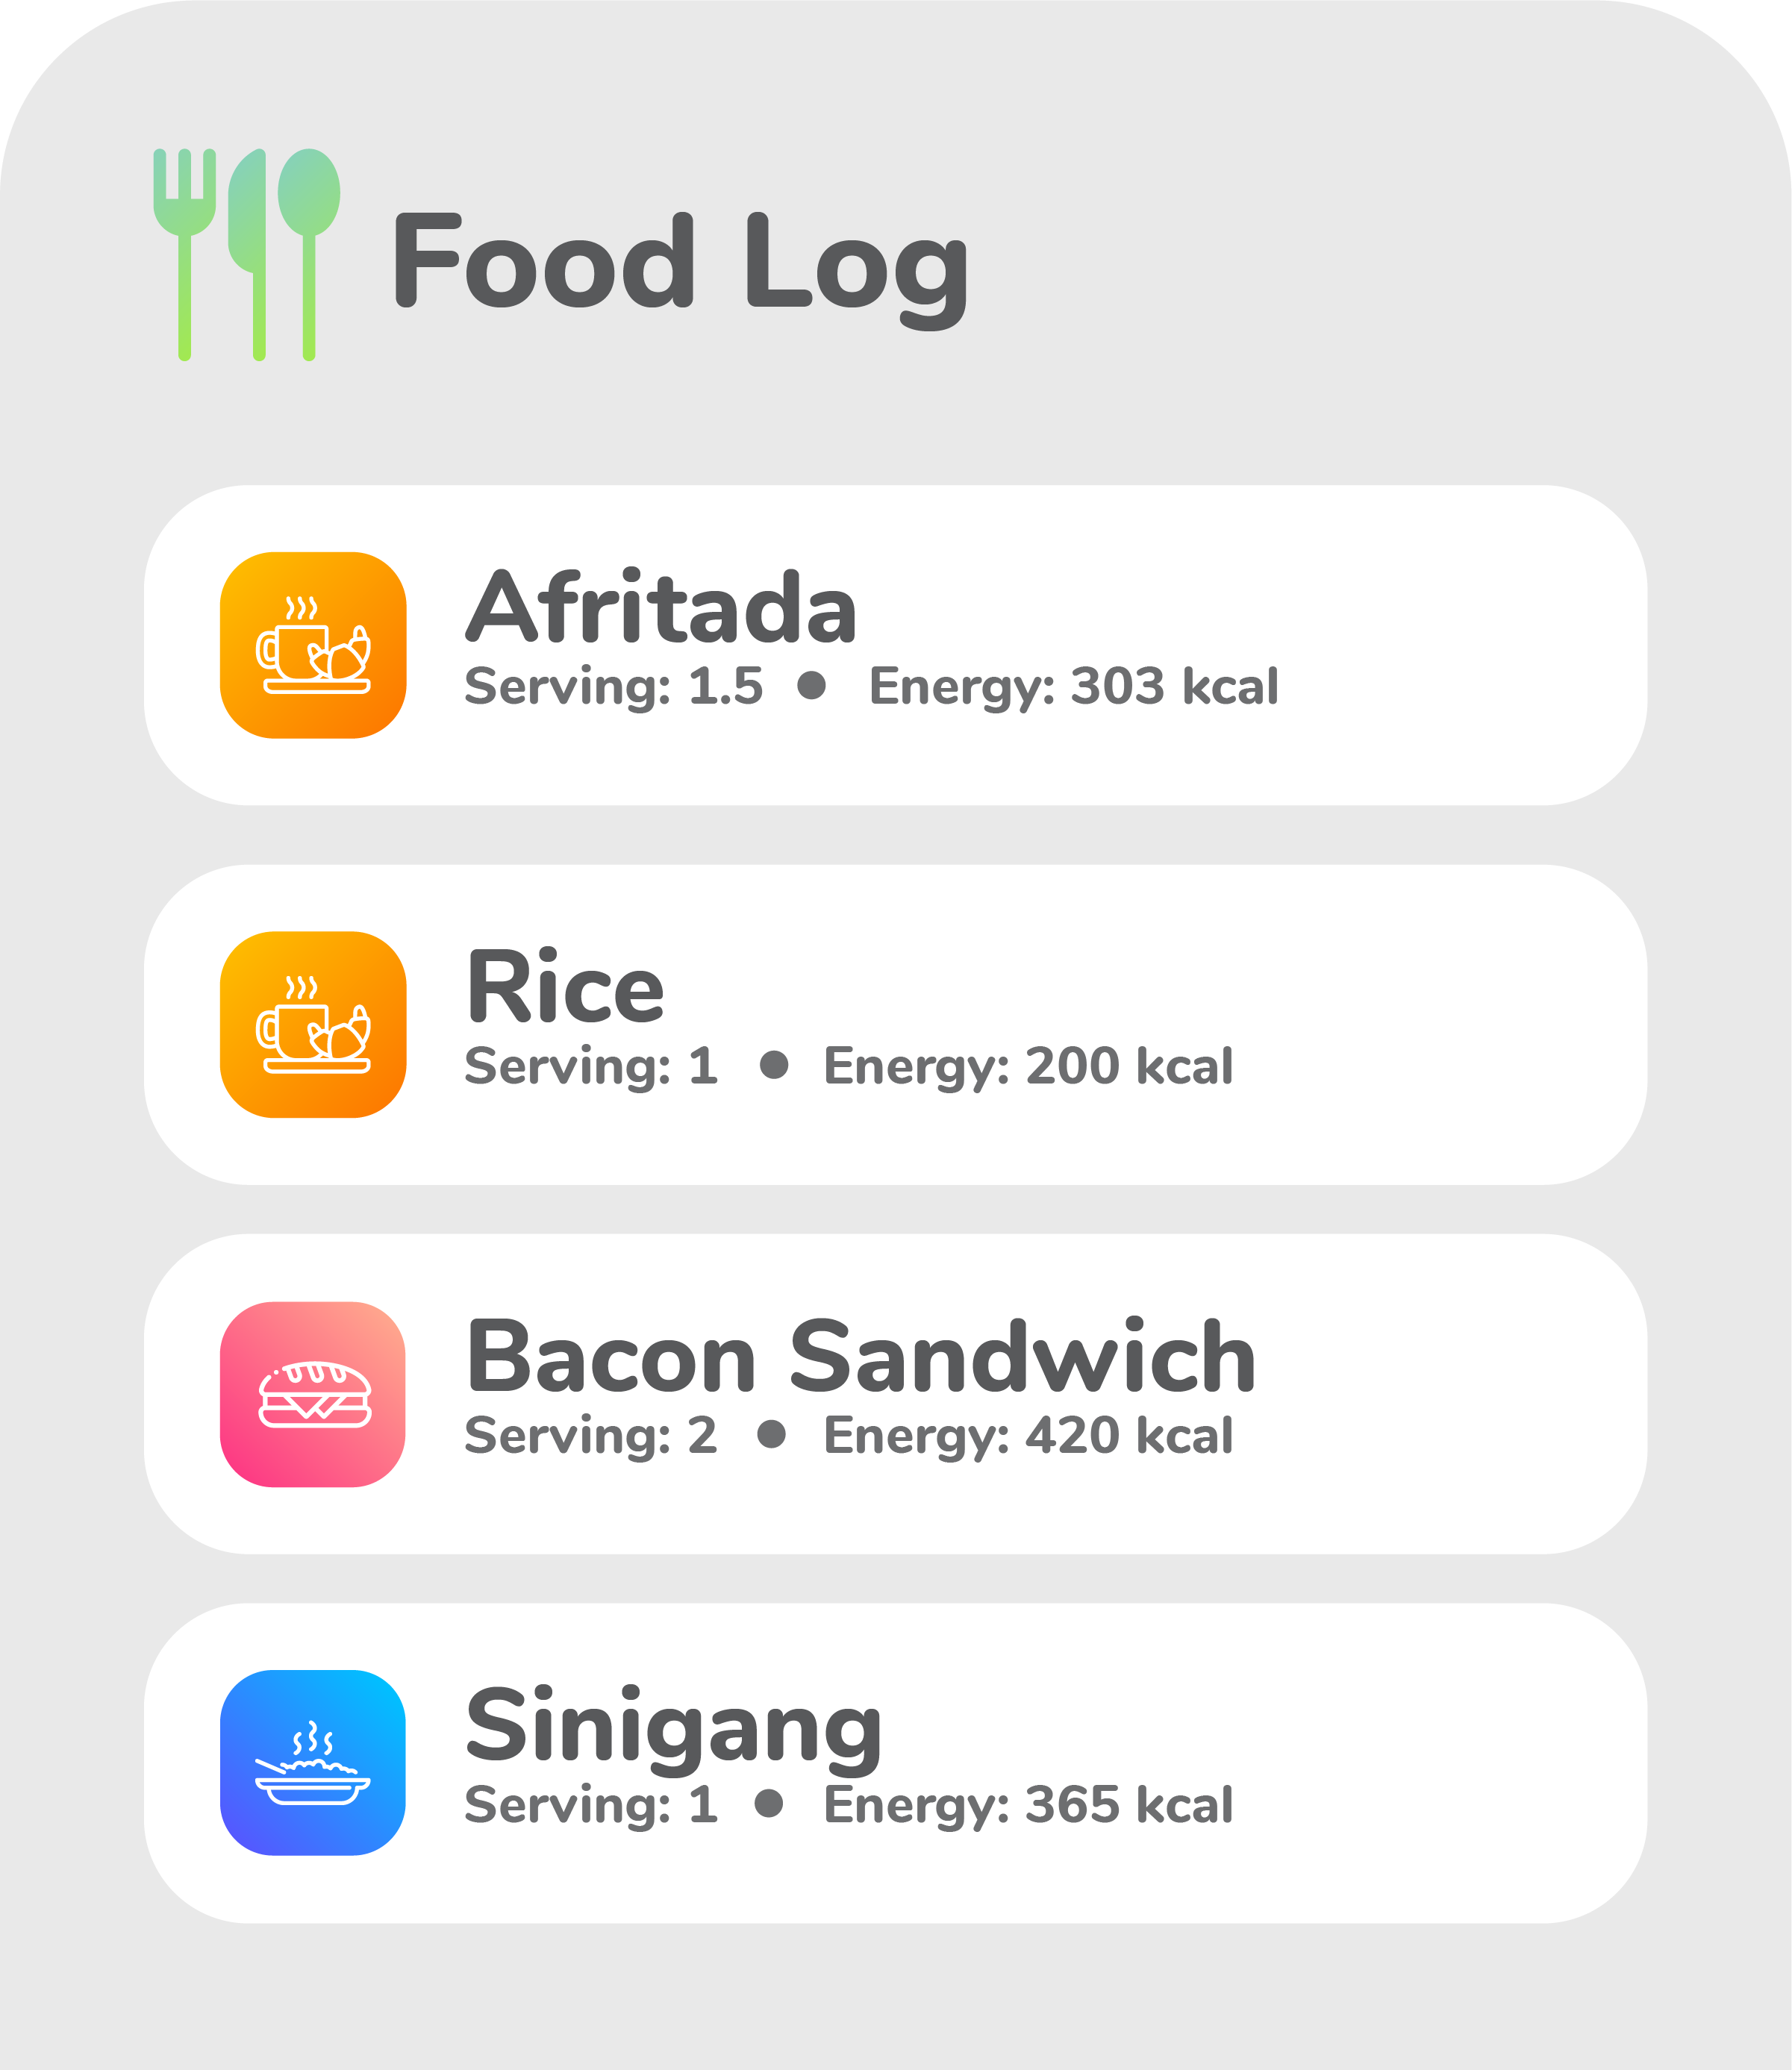 Food Log
Afritada
Serving: 1.5 ● Energy: 303 kcal
Rice
Serving: 1 ● Energy: 200 kcal
Bacon Sandwich
Serving: 2 ● Energy: 420 kcal
Sinigang
Serving: 1 ● Energy: 365 kcal